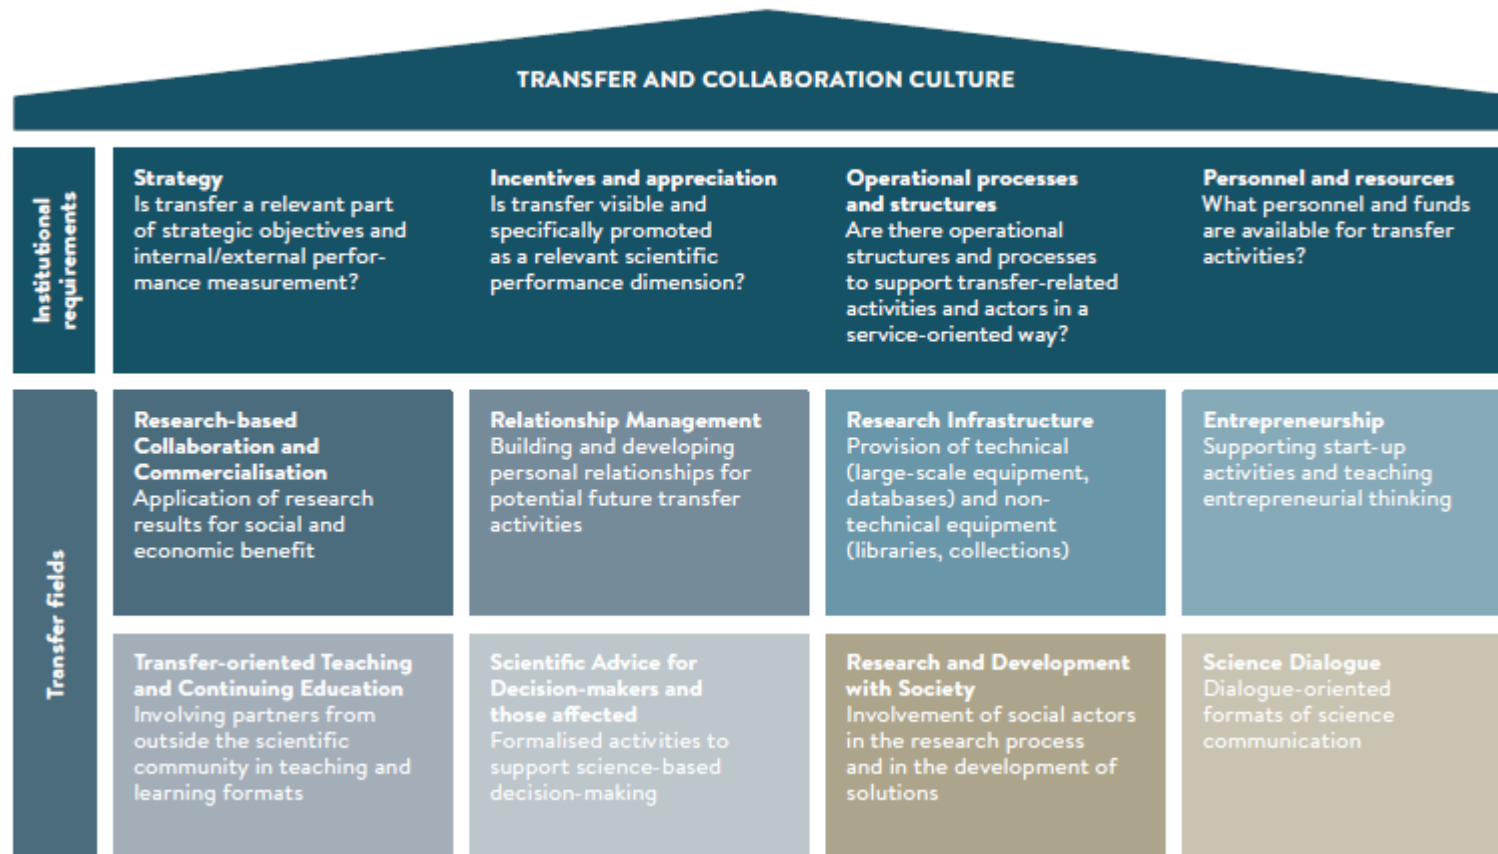 TRANSFER AND COLLABORATION CULTURE
Institutional
requirements
Strategy
Is transfer a relevant part
of strategic objectives and
internal/external perfor-
mance measurement?
Incentives and appreciation
Is transfer visible and
specifically promoted
as a relevant scientific
performance dimension?
Operational processes
and structures
Are there operational
structures and processes
to support transfer-related
activities and actors in a
service-oriented way?
Personnel and resources
What personnel and funds
are available for transfer
activities?
Transfer fields
Research-based
Collaboration and
Commercialisation
Application of research
results for social and
economic benefit
Relationship Management
Building and developing
personal relationships for
potential future transfer
activities
Research Infrastructure
Provision of technical
(large-scale equipment,
databases) and non-
technical equipment
(libraries, collections)
Entrepreneurship
Supporting start-up
activities and teaching
entrepreneurial thinking
Transfer-oriented Teaching
and Continuing Education
Involving partners from
outside the scientific
community in teaching and
learning formats
Scientific Advice for
Decision-makers and
those affected
Formalised activities to
support science-based
decision-making
Research and Development
with Society
Involvement of social actors
in the research process
and in the development of
solutions
Science Dialogue
Dialogue-oriented
formats of science
communication